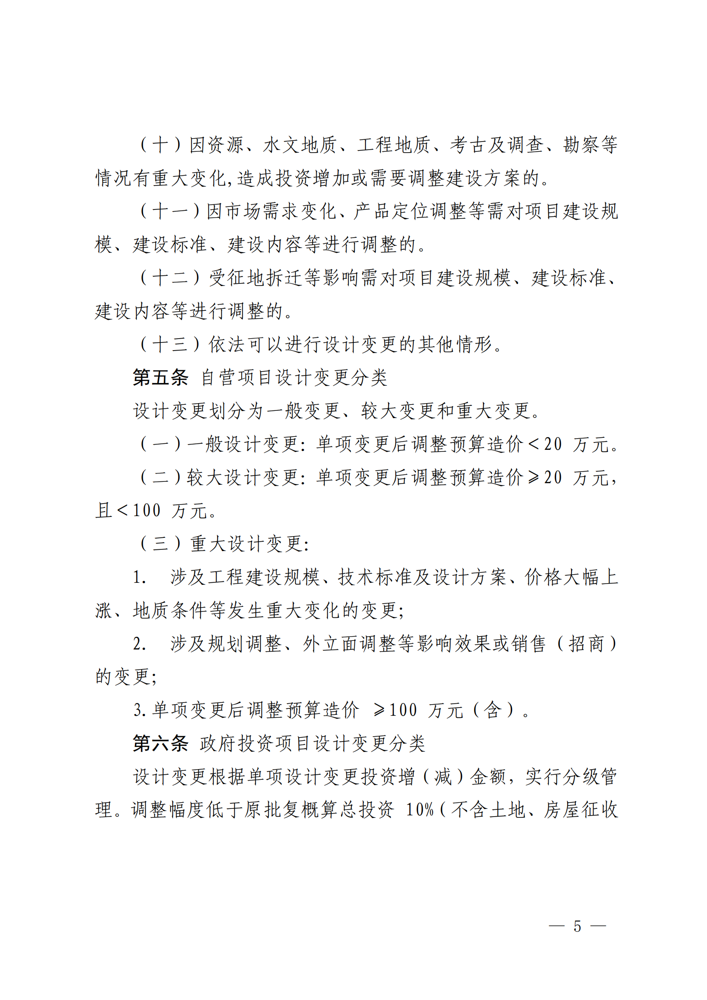 （十）因资源、水文地质、工程地质、考古及调查、勘察等
情况有重大变化,造成投资增加或需要调整建设方案的。
（十一）因市场需求变化、产品定位调整等需对项目建设规
模、建设标准、建设内容等进行调整的。
（十二）受征地拆迁等影响需对项目建设规模、建设标准、
建设内容等进行调整的。
（十三）依法可以进行设计变更的其他情形。
第五条 自营项目设计变更分类
设计变更划分为一般变更、较大变更和重大变更。
（一）一般设计变更：单项变更后调整预算造价＜20 万元。
（二）较大设计变更：单项变更后调整预算造价≥20 万元，
且＜100 万元。
（三）重大设计变更：
1. 涉及工程建设规模、技术标准及设计方案、价格大幅上
涨、地质条件等发生重大变化的变更；
2. 涉及规划调整、外立面调整等影响效果或销售（招商）
的变更；
3.单项变更后调整预算造价 ≥100 万元（含）。
第六条 政府投资项目设计变更分类
设计变更根据单项设计变更投资增（减）金额，实行分级管
理。调整幅度低于原批复概算总投资 10%（不含土地、房屋征收
— 5 —